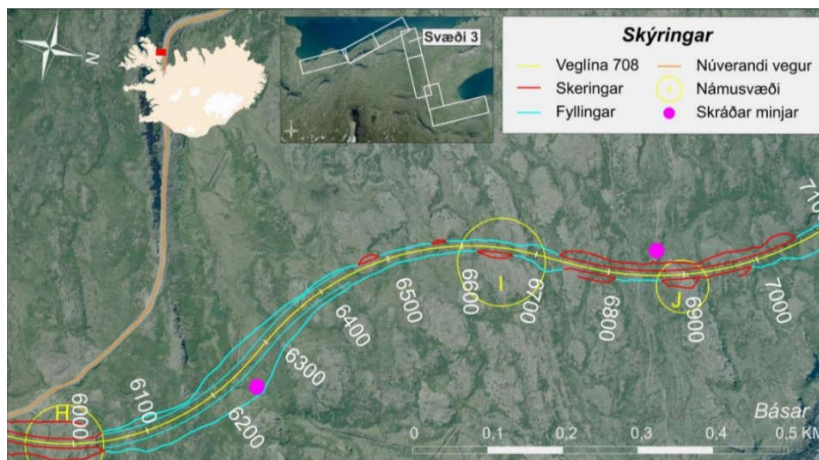 N
Svæði 3
Skýringar
Veglína 708
Núverandi vegur
Skeringar
Námusvæði
Fyllingar
Skráðar minjar
H
6000
6100
6200
6300
6400
6500
6600
I
6700
6800
J
6900
7000
Básar
0 0,1 0,2 0,3 0,4 0,5 KM